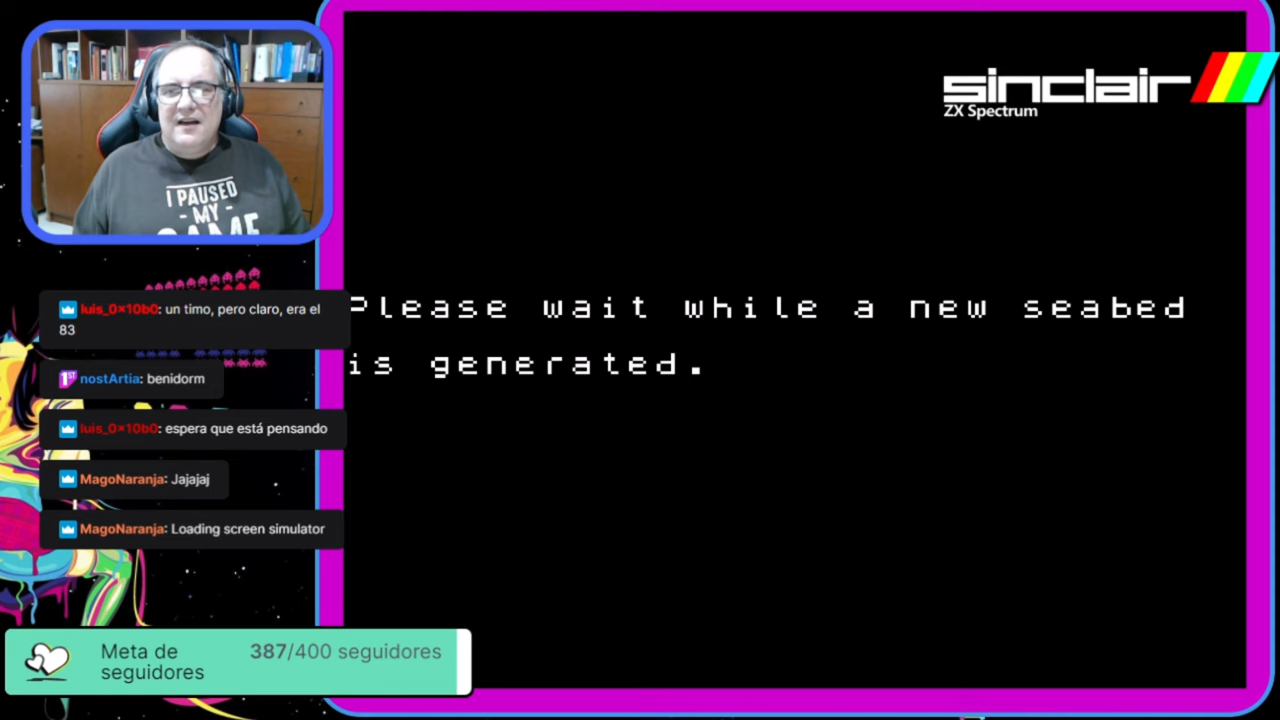 I PAUSED
- MY -
GAME
sinclair
ZX Spectrum
Please wait while a new seabed
is generated.
luis_0x10b0: un timo, pero claro, era el
83
1ST nostArtia: benidorm
luis_0x10b0: espera que está pensando
MagoNaranja: Jajajaj
MagoNaranja: Loading screen simulator
Meta de
seguidores
387/400 seguidores